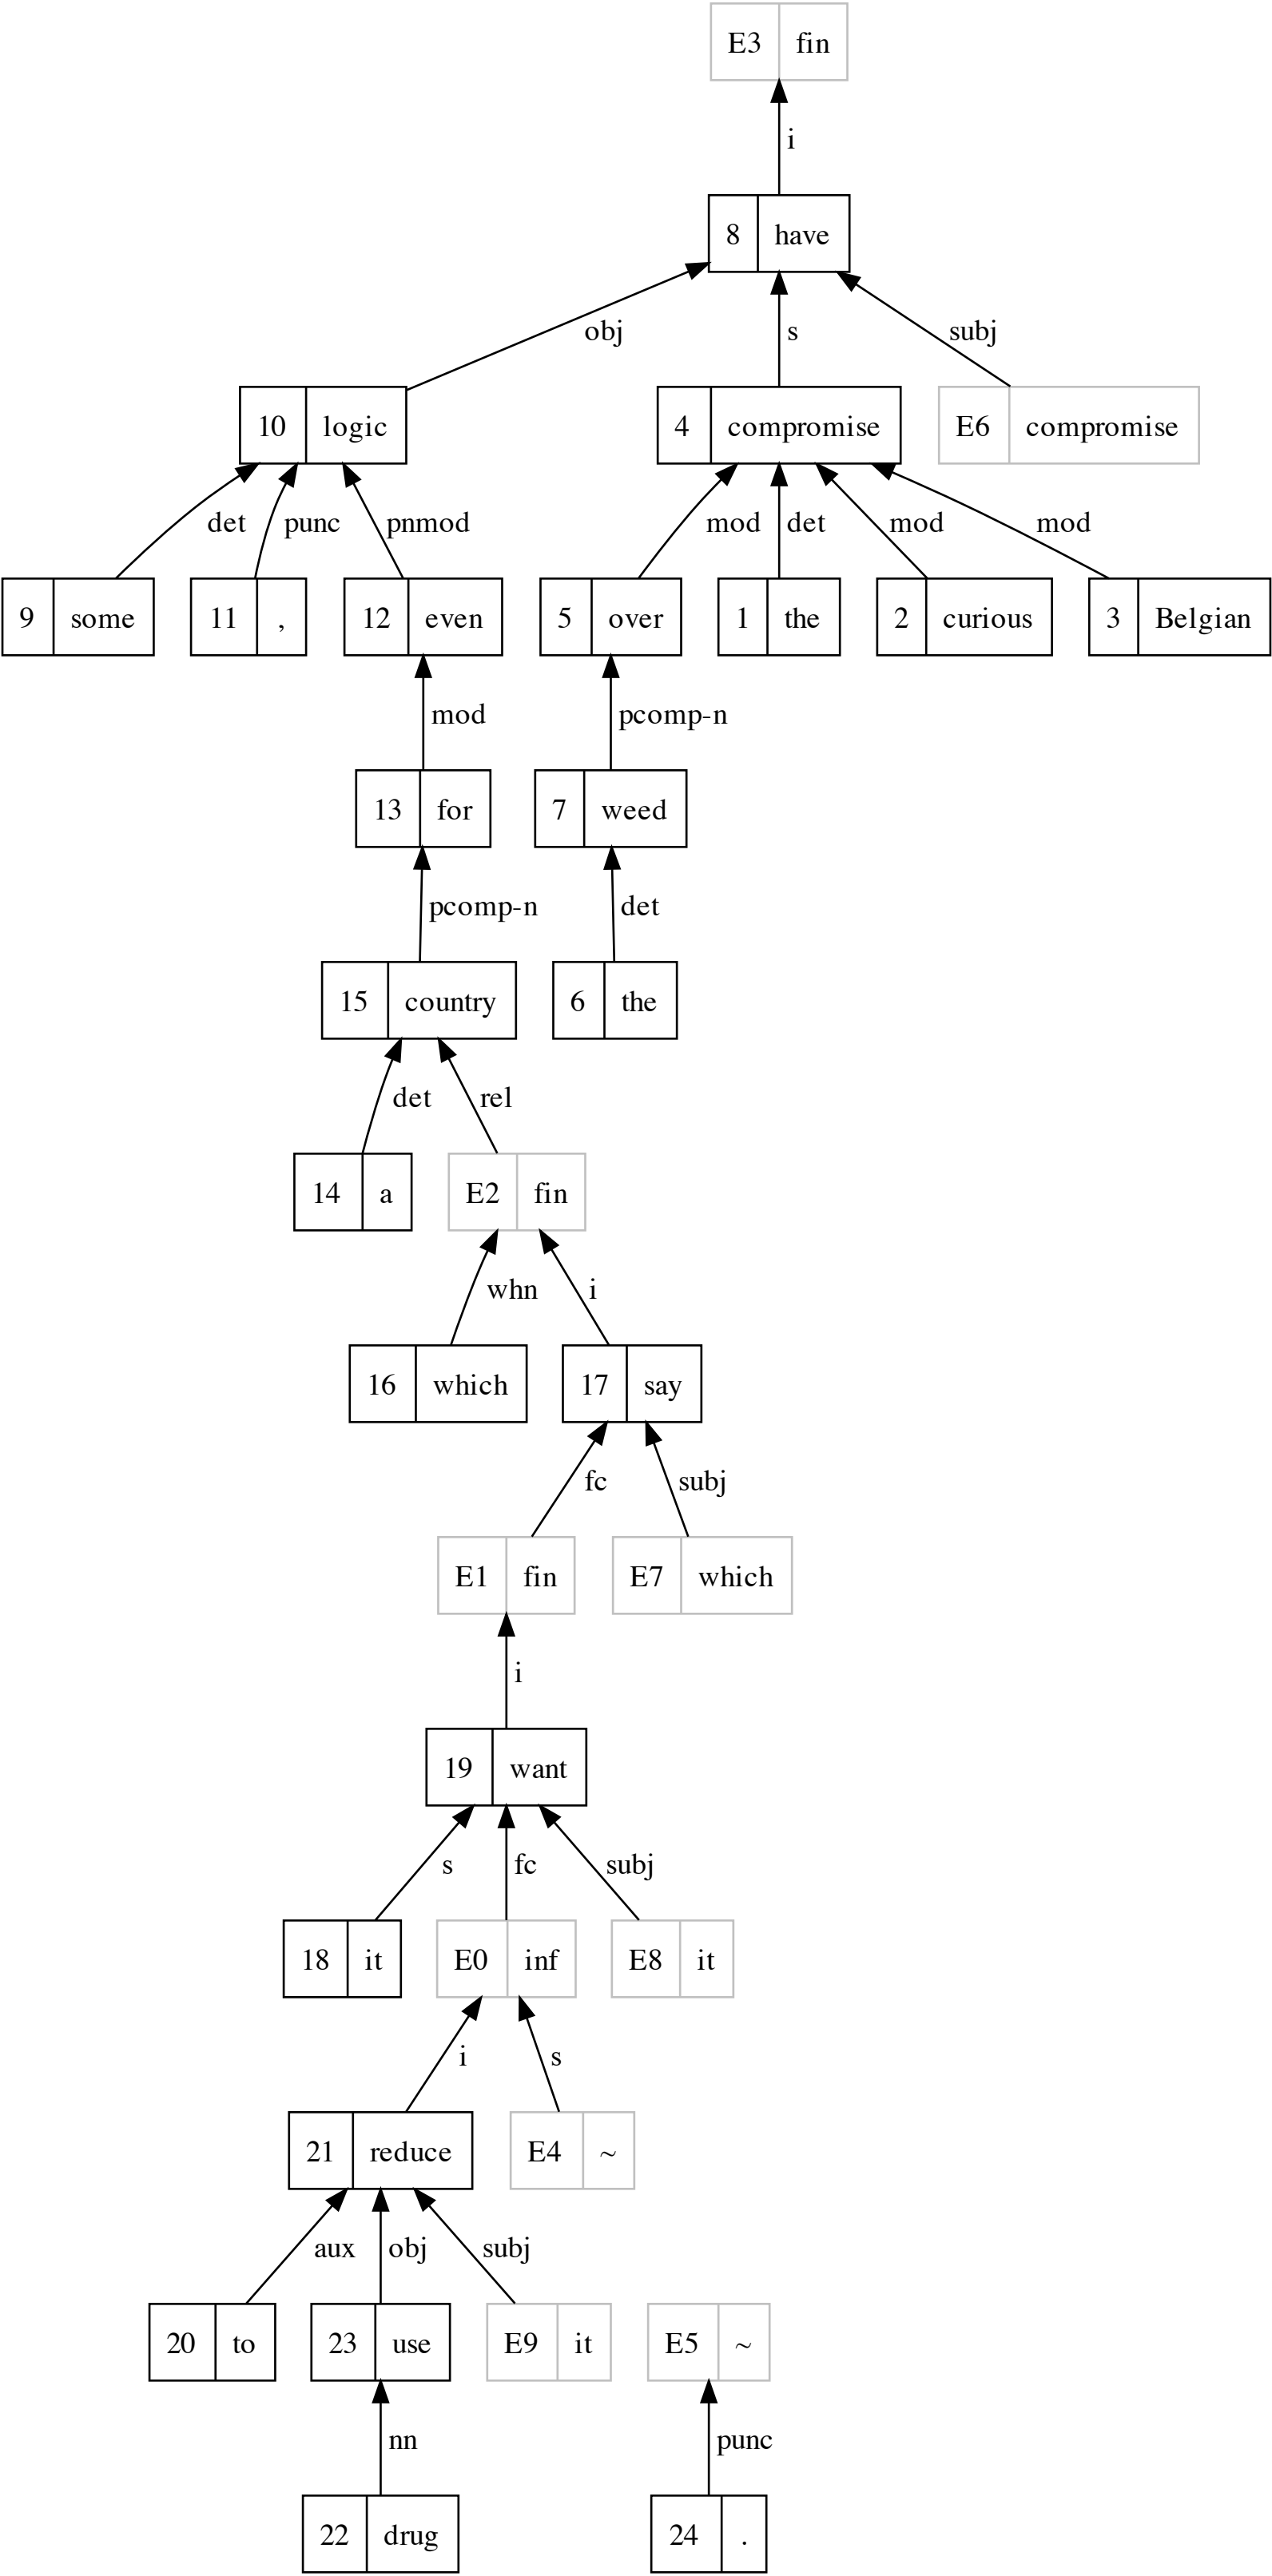 E3 fin
i
8 have
obj s subj
10 logic 4 compromise E6 compromise
det punc pnmod mod det mod mod
9 some 11 , 12 even 5 over 1 the 2 curious 3 Belgian
mod pcomp-n
13 for 7 weed
pcomp-n det
15 country 6 the
det rel
14 a E2 fin
whn i
16 which 17 say
fc subj
E1 fin E7 which
i
19 want
s fc subj
18 it E0 inf E8 it
i s
21 reduce E4 ~
aux obj subj
20 to 23 use E9 it E5 ~
nn punc
22 drug 24 .